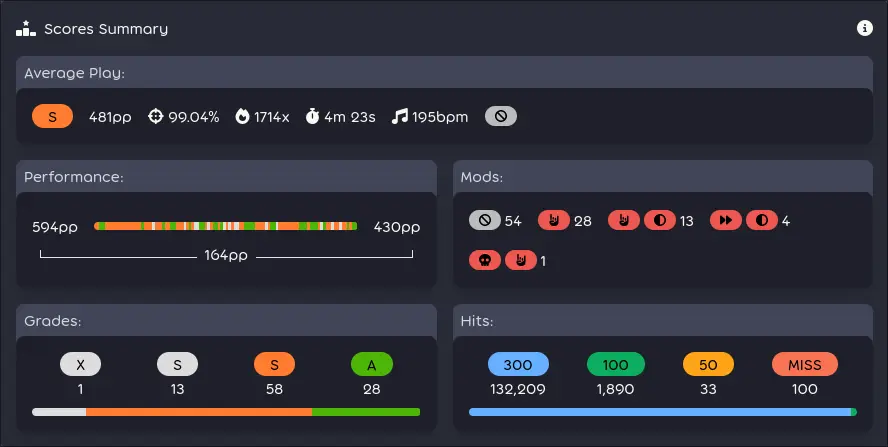 Scores Summary
Average Play:
S 481pp 99.04% 1714x 4m 23s 195bpm
Performance:
594pp 430pp
164pp
Mods:
54 28 13 4
1
Grades:
X S S A
1 13 58 28
Hits:
300 100 50 MISS
132,209 1,890 33 100